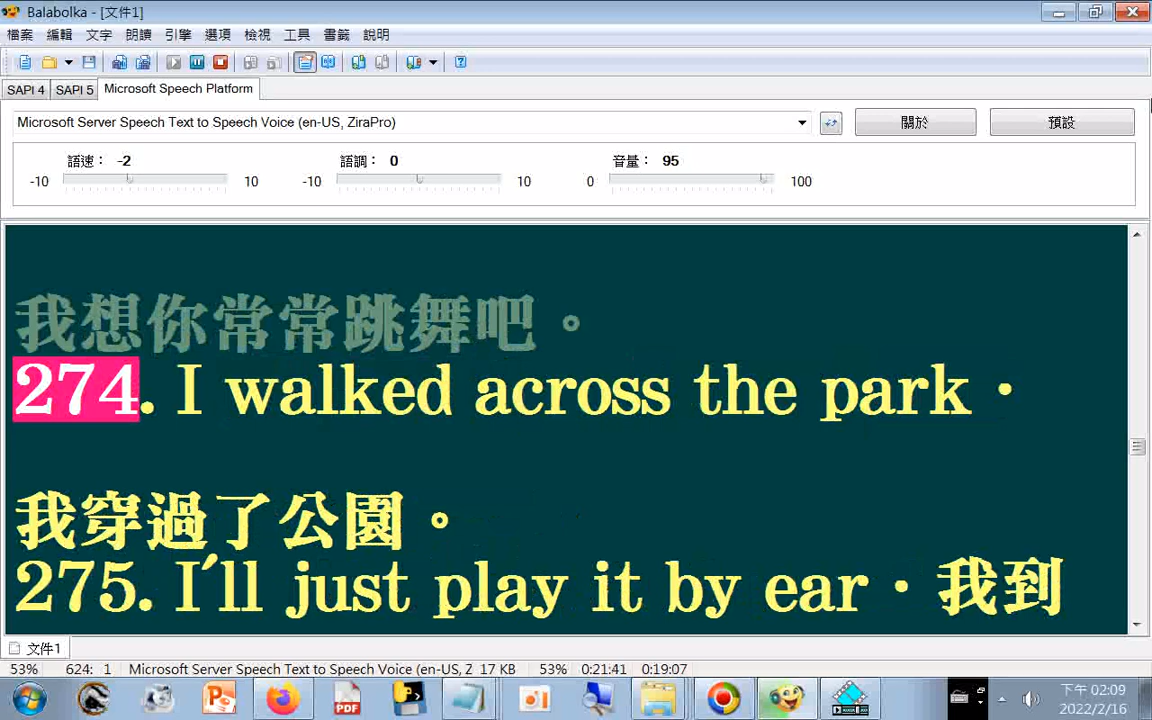 Balabolka - [文件1]
檔案 編輯 文字 朗讀 引擎 選項 檢視 工具 書籤 說明
SAPI 4 SAPI 5 Microsoft Speech Platform
Microsoft Server Speech Text to Speech Voice (en-US, ZiraPro) 關於 預設
語速： -2 語調： 0 音量： 95
-10 10 -10 10 0 100
我想你常常跳舞吧。
274. I walked across the park．
我穿過了公園。
275. I'll just play it by ear．我到
文件1
53% 624: 1 Microsoft Server Speech Text to Speech Voice (en-US, Z 17 KB 53% 0:21:41 0:19:07
PDF
下午 02:09
2022/2/16